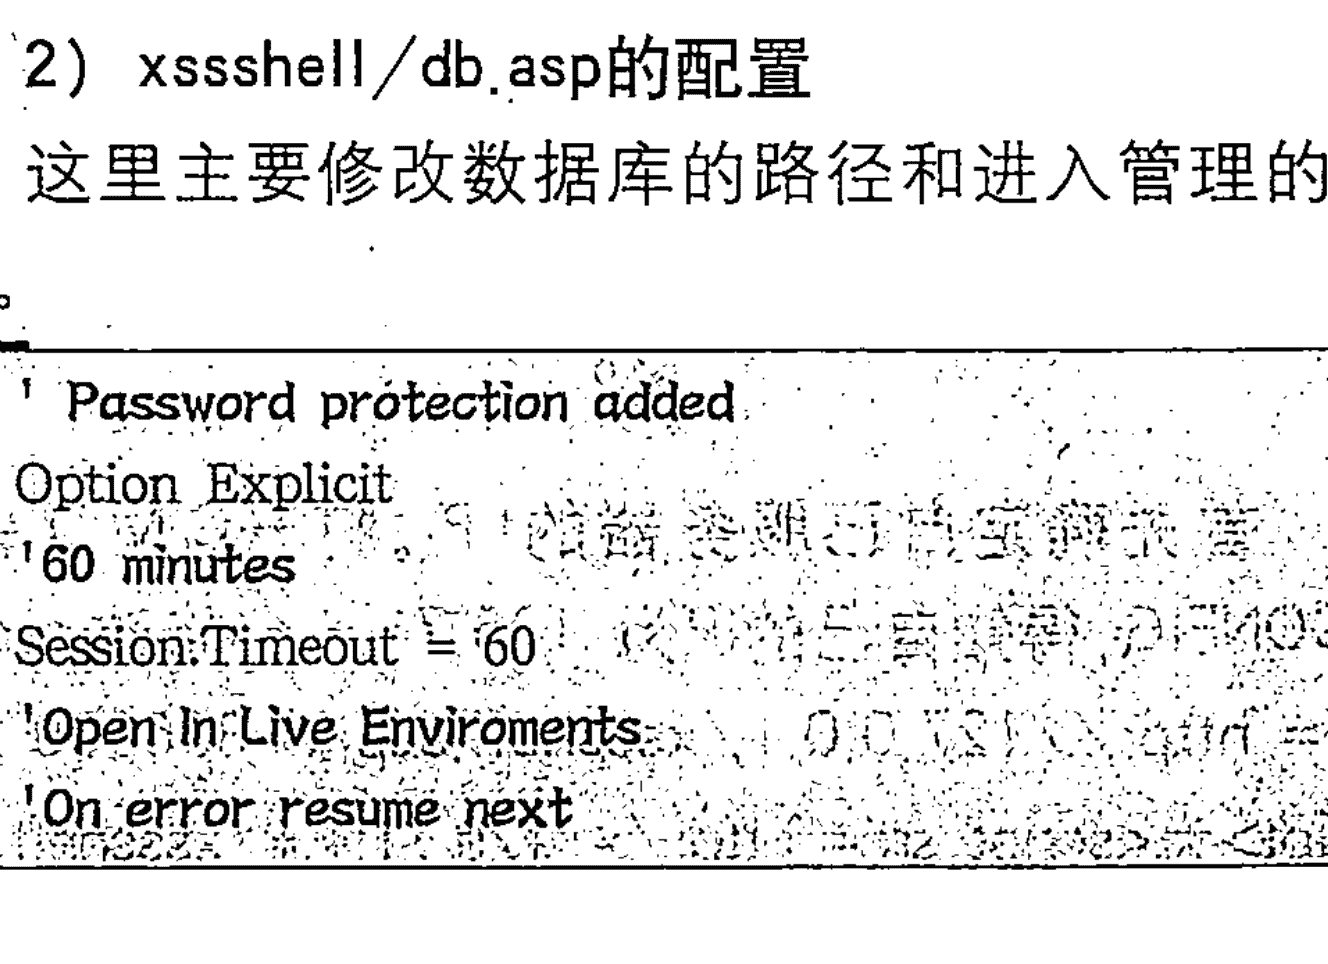 2) xssshell/db.asp的配置
这里主要修改数据库的路径和进入管理的
。
' Password protection added
Option Explicit
'60 minutes
Session.Timeout = 60
'Open In Live Enviroments
'On error resume next